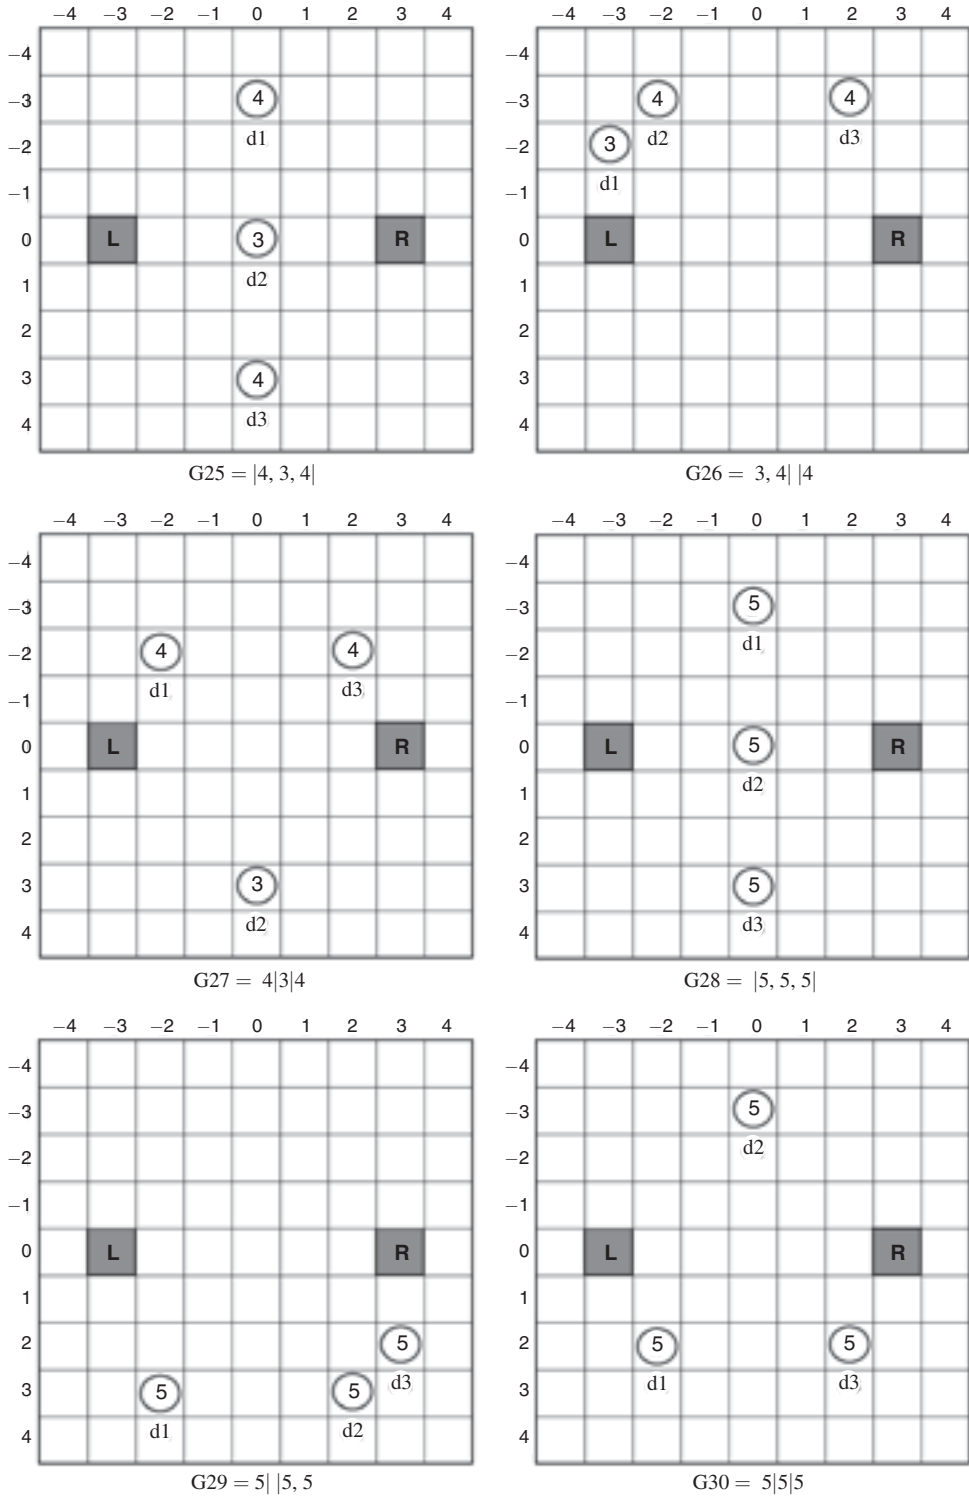 −4 −3 −2 −1 0 1 2 3 4
−4
−3 4
d1
−2
−1
0 L 3 R
d2
1
2
3 4
d3
4
G25 = |4, 3, 4|
−4 −3 −2 −1 0 1 2 3 4
−4
−3 4 4
d2 d3
−2 3
d1
−1
0 L R
1
2
3
4
G26 = 3, 4| |4
−4 −3 −2 −1 0 1 2 3 4
−4
−3
−2 4 4
d1 d3
−1
0 L R
1
2
3 3
d2
4
G27 = 4|3|4
−4 −3 −2 −1 0 1 2 3 4
−4
−3 5
d1
−2
−1
0 L 5 R
d2
1
2
3 5
d3
4
G28 = |5, 5, 5|
−4 −3 −2 −1 0 1 2 3 4
−4
−3
−2
−1
0 L R
1
2 5
d3
3 5 5
d1 d2
4
G29 = 5| |5, 5
−4 −3 −2 −1 0 1 2 3 4
−4
−3 5
d2
−2
−1
0 L R
1
2 5 5
d1 d3
3
4
G30 = 5|5|5